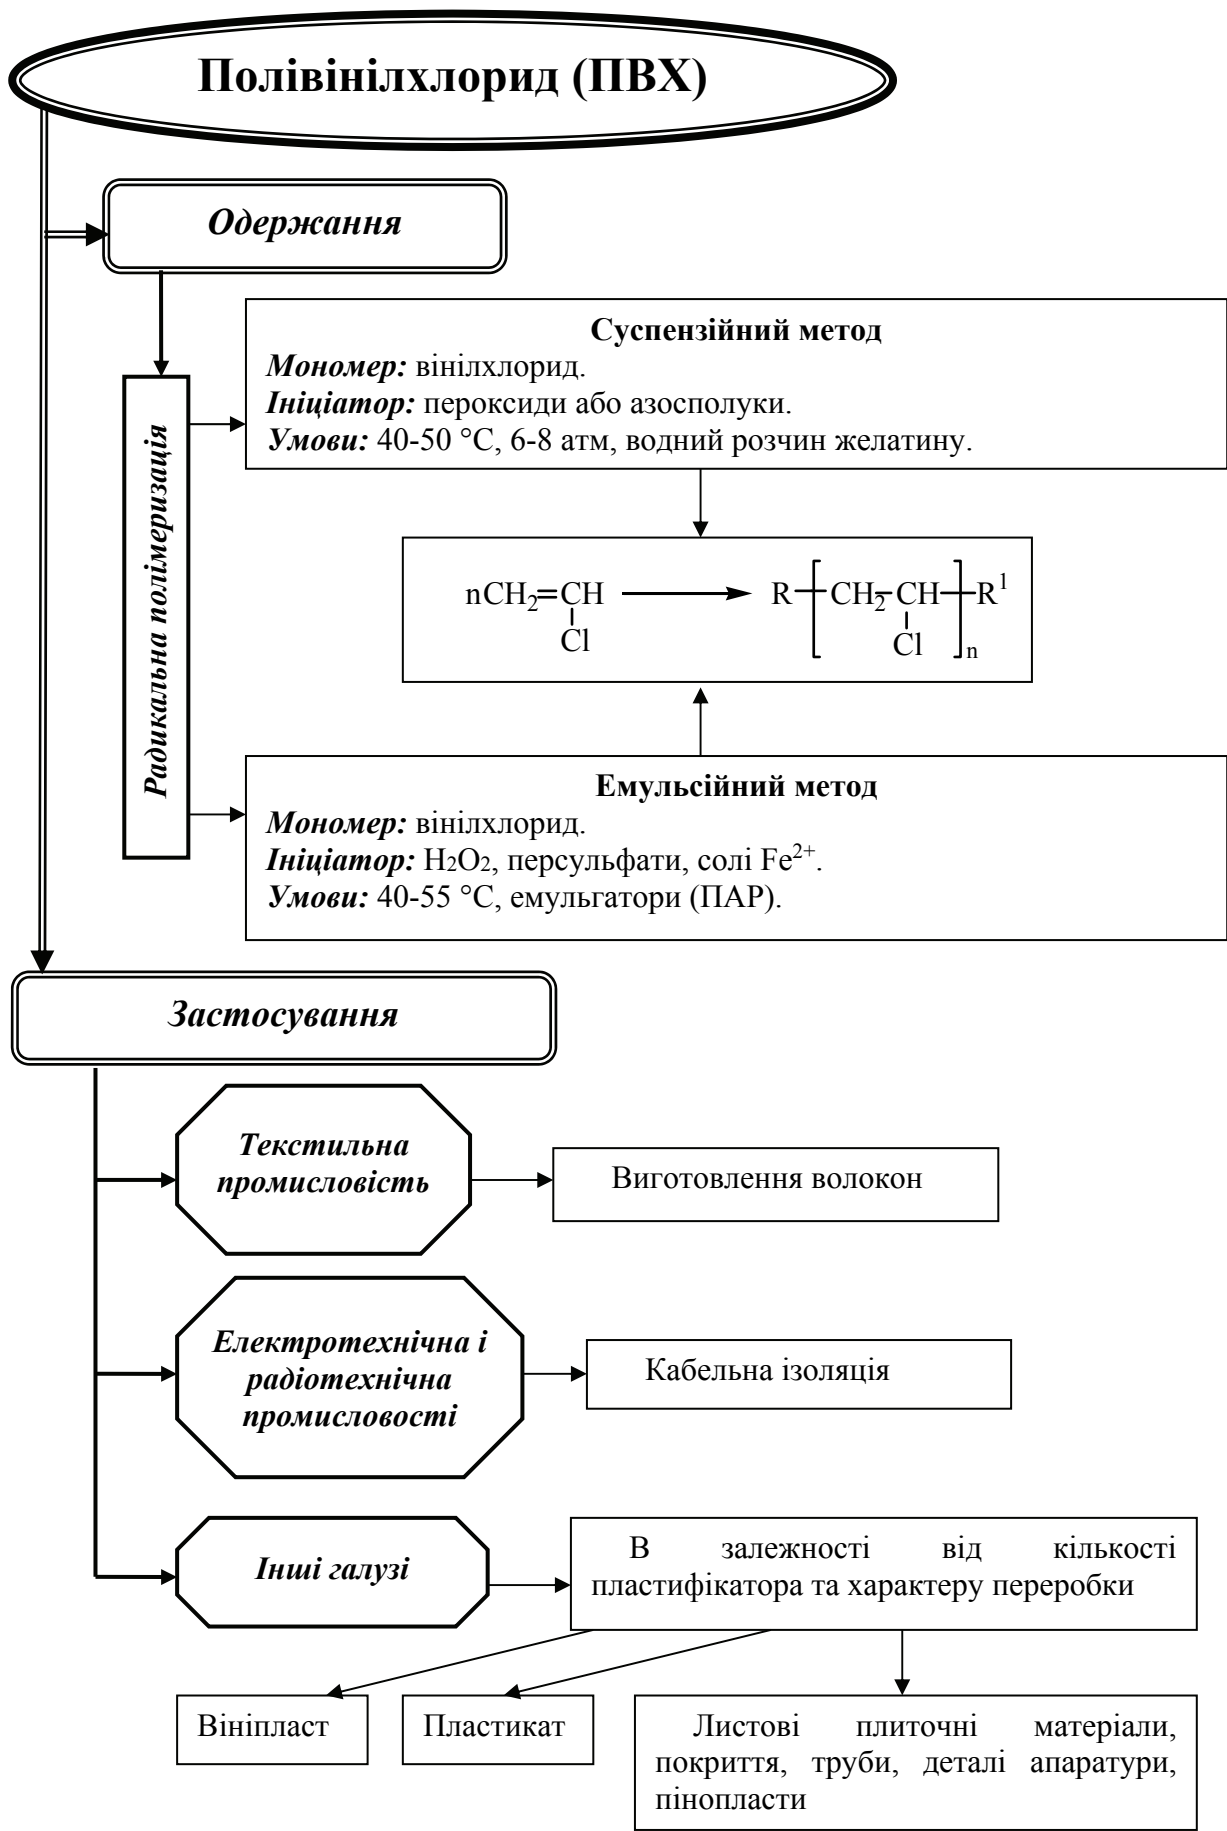 Полівінілхлорид (ПВХ)
Одержання
Радикальна полімеризація
Суспензійний метод
Мономер: вінілхлорид.
Ініціатор: пероксиди або азосполуки.
Умови: 40-50 °С, 6-8 атм, водний розчин желатину.
nCH₂=CH ⟶ R-[CH₂-CH]ₙ-R¹
Cl Cl
Емульсійний метод
Мономер: вінілхлорид.
Ініціатор: H₂O₂, персульфати, солі Fe²⁺.
Умови: 40-55 °С, емульгатори (ПАР).
Застосування
Текстильна
промисловість
Виготовлення волокон
Електротехнічна і
радіотехнічна
промисловості
Кабельна ізоляція
Інші галузі
В залежності від кількості
пластифікатора та характеру переробки
Вініпласт
Пластикат
Листові плиточні матеріали,
покриття, труби, деталі апаратури,
пінопласти